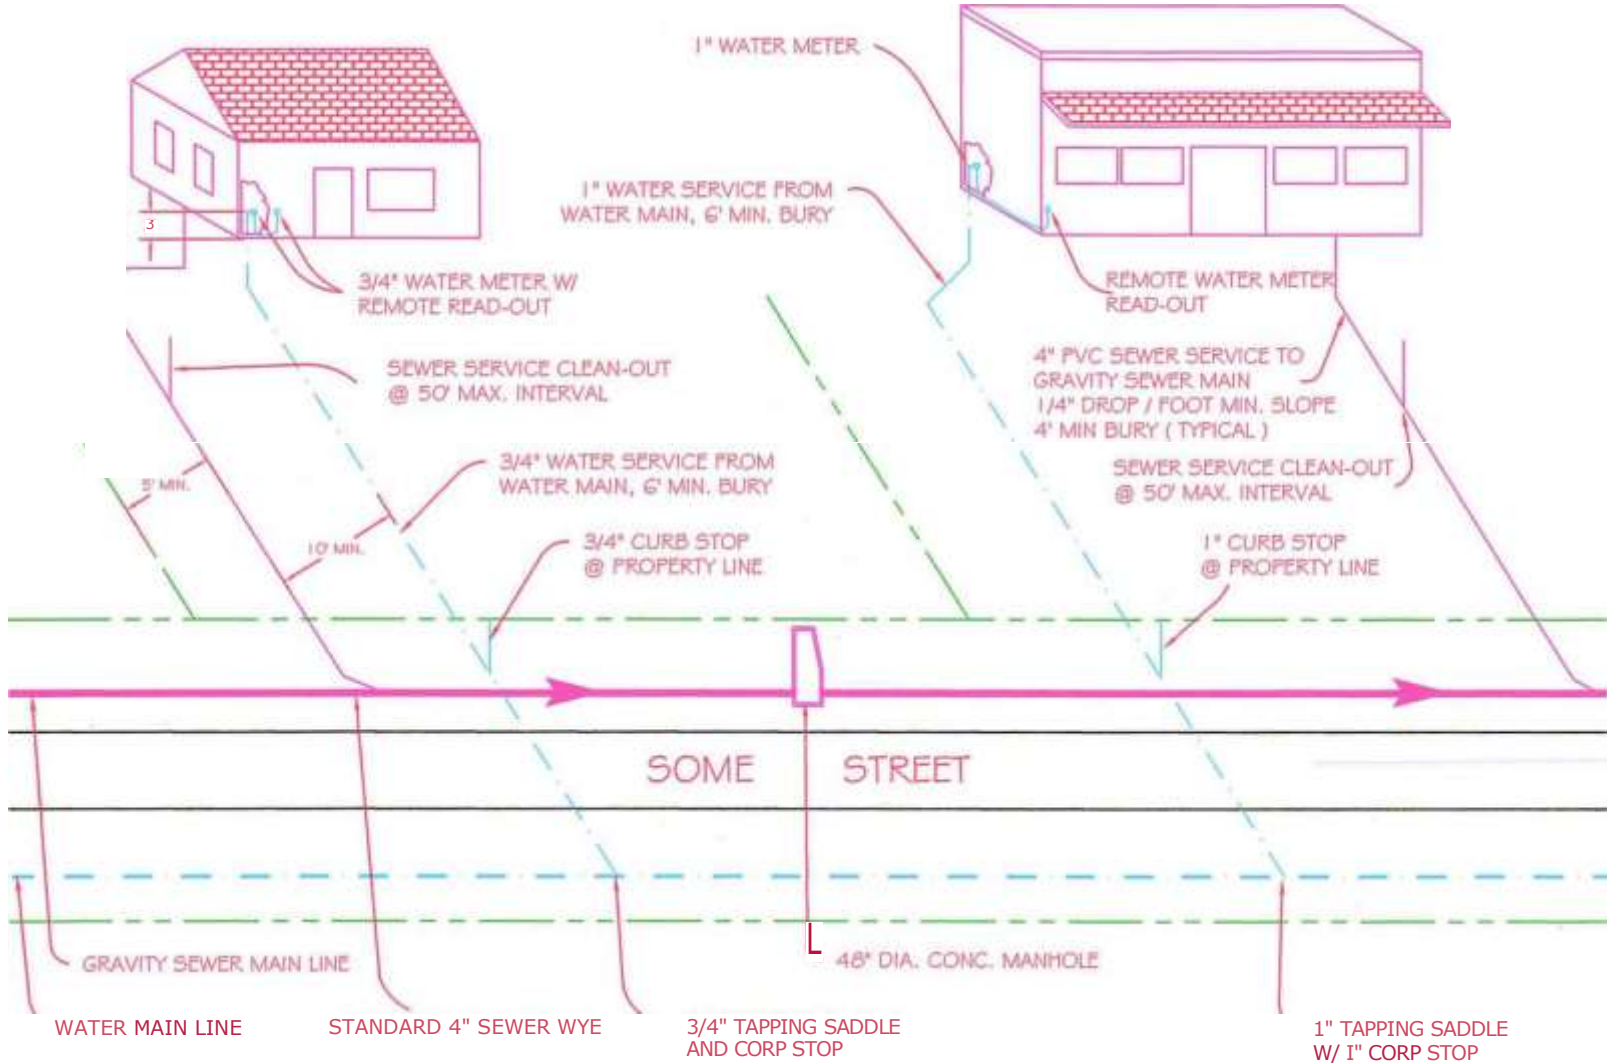 1" WATER METER
1" WATER SERVICE FROM
WATER MAIN, 6' MIN. BURY
3
3/4" WATER METER W/
REMOTE READ-OUT
REMOTE WATER METER
READ-OUT
SEWER SERVICE CLEAN-OUT
@ 50' MAX. INTERVAL
4" PVC SEWER SERVICE TO
GRAVITY SEWER MAIN
1/4" DROP / FOOT MIN. SLOPE
4' MIN BURY ( TYPICAL )
3/4" WATER SERVICE FROM
WATER MAIN, 6' MIN. BURY
SEWER SERVICE CLEAN-OUT
@ 50' MAX. INTERVAL
5' MIN.
10' MIN.
3/4" CURB STOP
@ PROPERTY LINE
1" CURB STOP
@ PROPERTY LINE
SOME STREET
GRAVITY SEWER MAIN LINE
48" DIA. CONC. MANHOLE
WATER MAIN LINE
STANDARD 4" SEWER WYE
3/4" TAPPING SADDLE
AND CORP STOP
1" TAPPING SADDLE
W/ I" CORP STOP